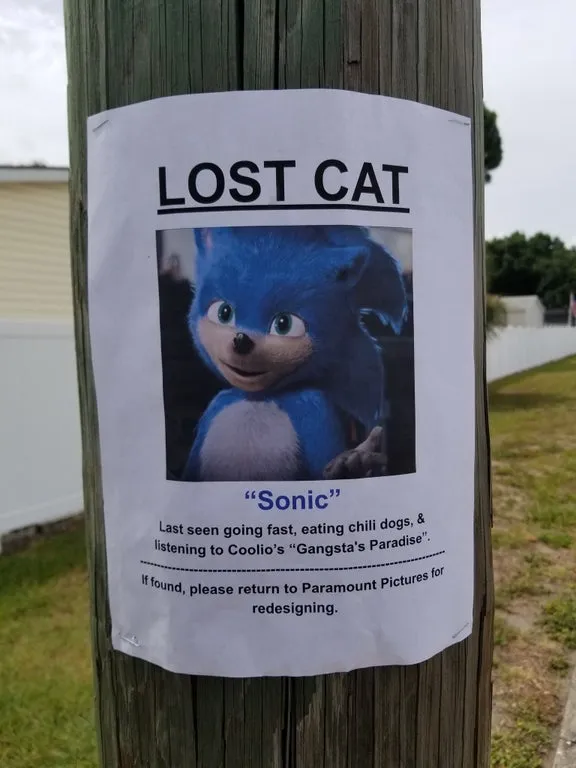 LOST CAT
“Sonic”
Last seen going fast, eating chili dogs, &
listening to Coolio's “Gangsta's Paradise”.
If found, please return to Paramount Pictures for
redesigning.